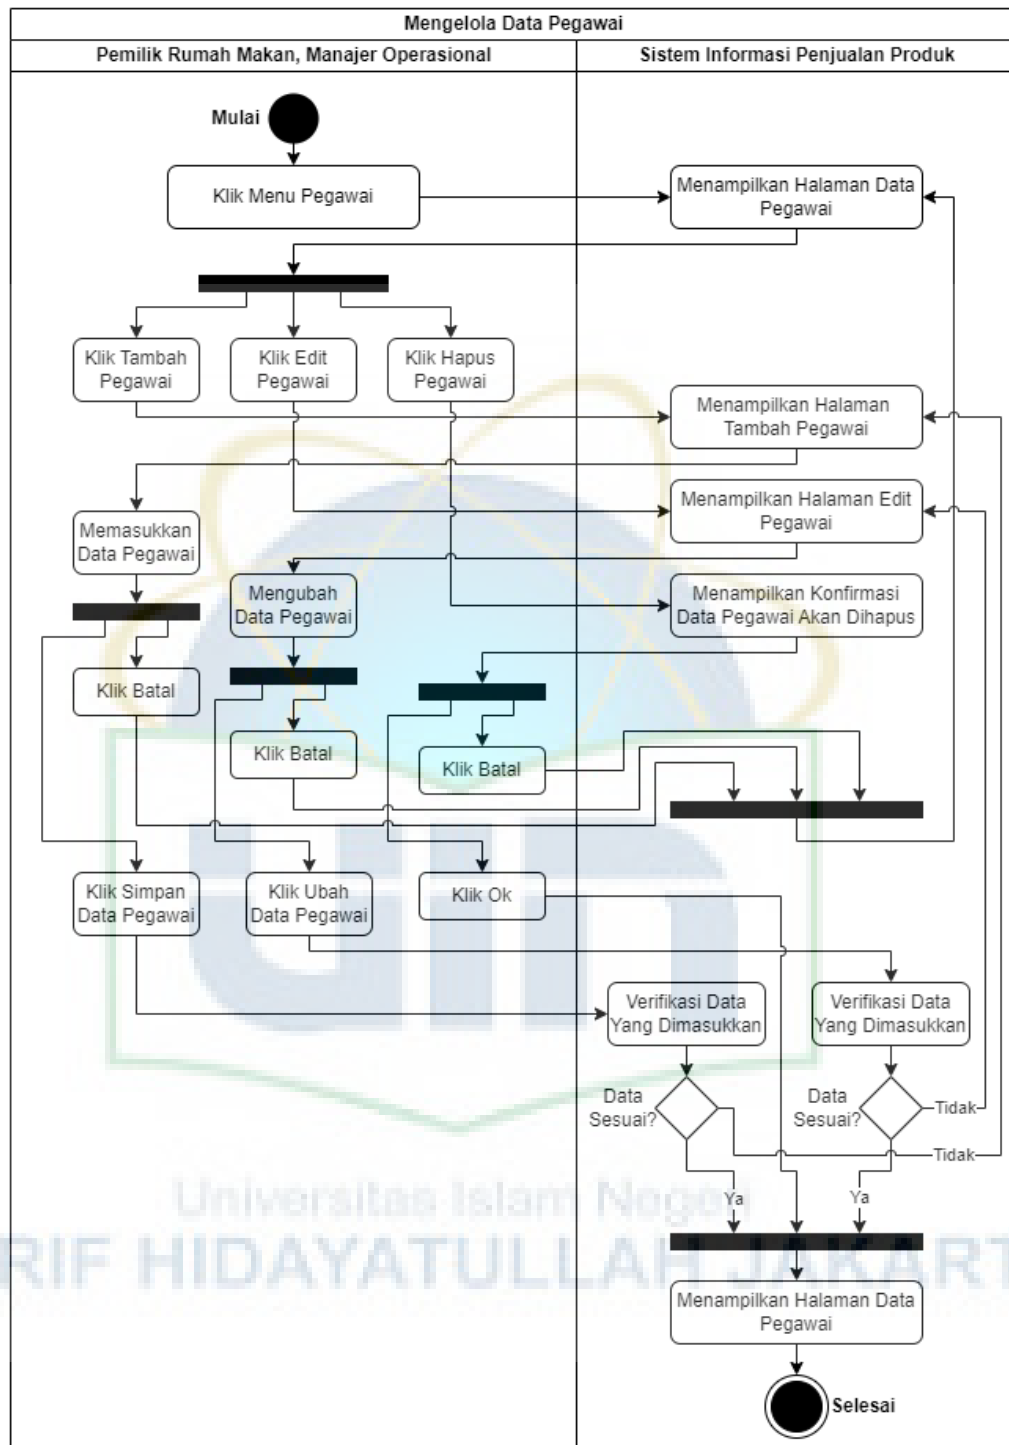 Mengelola Data Pegawai
Pemilik Rumah Makan, Manajer Operasional
Sistem Informasi Penjualan Produk
Mulai
Klik Menu Pegawai
Menampilkan Halaman Data
Pegawai
Klik Tambah
Pegawai
Klik Edit
Pegawai
Klik Hapus
Pegawai
Menampilkan Halaman
Tambah Pegawai
Memasukkan
Data Pegawai
Menampilkan Halaman Edit
Pegawai
Mengubah
Data Pegawai
Menampilkan Konfirmasi
Data Pegawai Akan Dihapus
Klik Batal
Klik Batal
Klik Batal
Klik Simpan
Data Pegawai
Klik Ubah
Data Pegawai
Klik Ok
Verifikasi Data
Yang Dimasukkan
Verifikasi Data
Yang Dimasukkan
Data
Sesuai?
Data
Sesuai?
Tidak
Tidak
Ya
Ya
uin
Universitas Islam Negeri
RIF HIDAYATULLAH JAKART
Menampilkan Halaman Data
Pegawai
Selesai